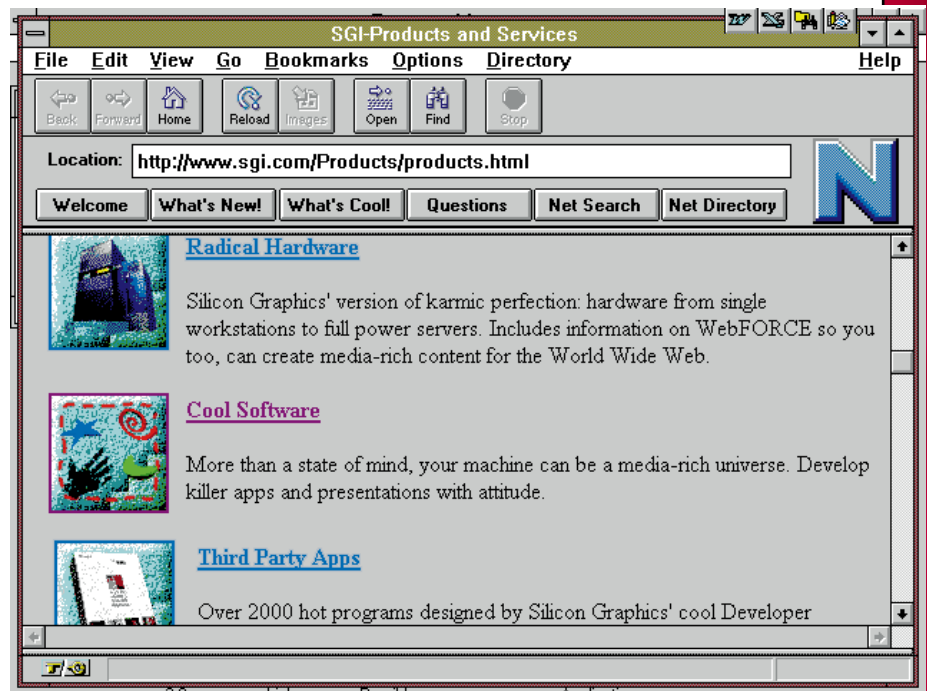 SGI-Products and Services
File Edit View Go Bookmarks Options Directory Help
Back Forward Home Reload Images Open Find Stop
Location: http://www.sgi.com/Products/products.html
N
Welcome What's New! What's Cool! Questions Net Search Net Directory
Radical Hardware
Silicon Graphics' version of karmic perfection: hardware from single
workstations to full power servers. Includes information on WebFORCE so you
too, can create media-rich content for the World Wide Web.
Cool Software
More than a state of mind, your machine can be a media-rich universe. Develop
killer apps and presentations with attitude.
Third Party Apps
Over 2000 hot programs designed by Silicon Graphics' cool Developer